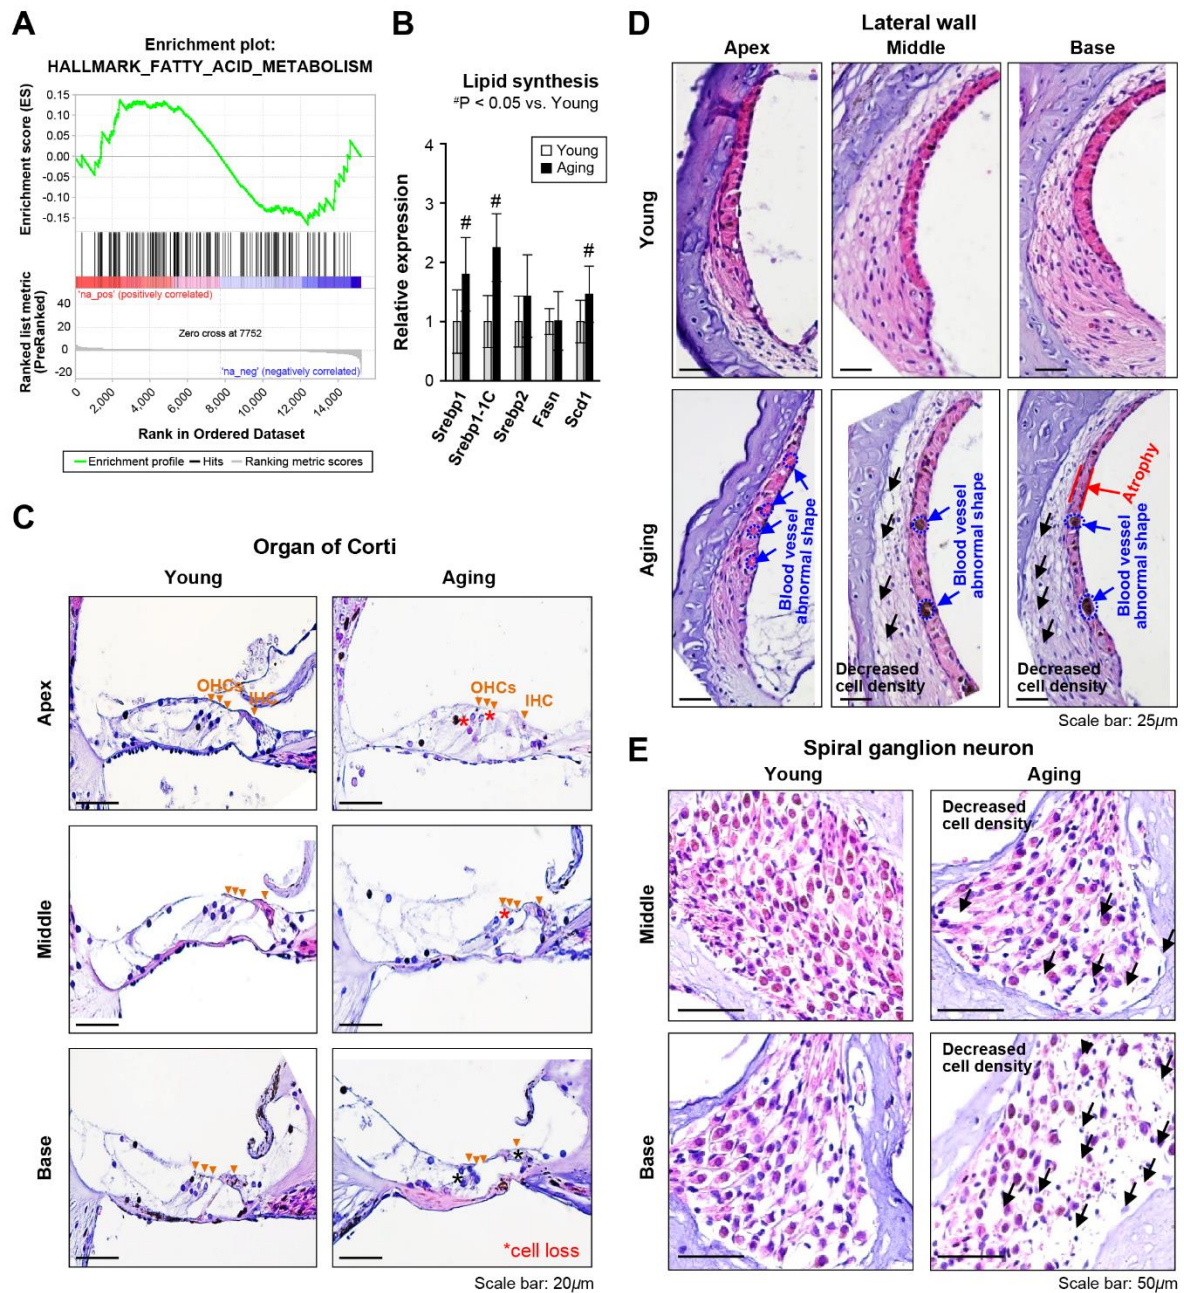 A
Enrichment plot:
HALLMARK_FATTY_ACID_METABOLISM
Enrichment score (ES)
0.15
0.10
0.05
0.00
-0.05
-0.10
-0.15
'na_pos' (positively correlated)
Ranked list metric
(PreRanked)
40
20
0
-20
Zero cross at 7752
'na_neg' (negatively correlated)
0
2,000
4,000
6,000
8,000
10,000
12,000
14,000
Rank in Ordered Dataset
Enrichment profile
Hits
Ranking metric scores
B
Lipid synthesis
#P < 0.05 vs. Young
Young
Aging
Relative expression
4
3
2
1
0
#
#
#
Srebp1
Srebp1-1C
Srebp2
Fasn
Scd1
C
Organ of Corti
Young
Aging
Apex
OHCs
IHC
OHCs
IHC
*
*
Middle
*
Base
*
*
*cell loss
Scale bar: 20μm
D
Lateral wall
Apex
Middle
Base
Young
Aging
Blood vessel
abnormal shape
Blood vessel
abnormal shape
Decreased
cell density
Atrophy
Blood vessel
abnormal shape
Decreased
cell density
Scale bar: 25μm
E
Spiral ganglion neuron
Young
Aging
Middle
Decreased
cell density
Base
Decreased
cell density
Scale bar: 50μm